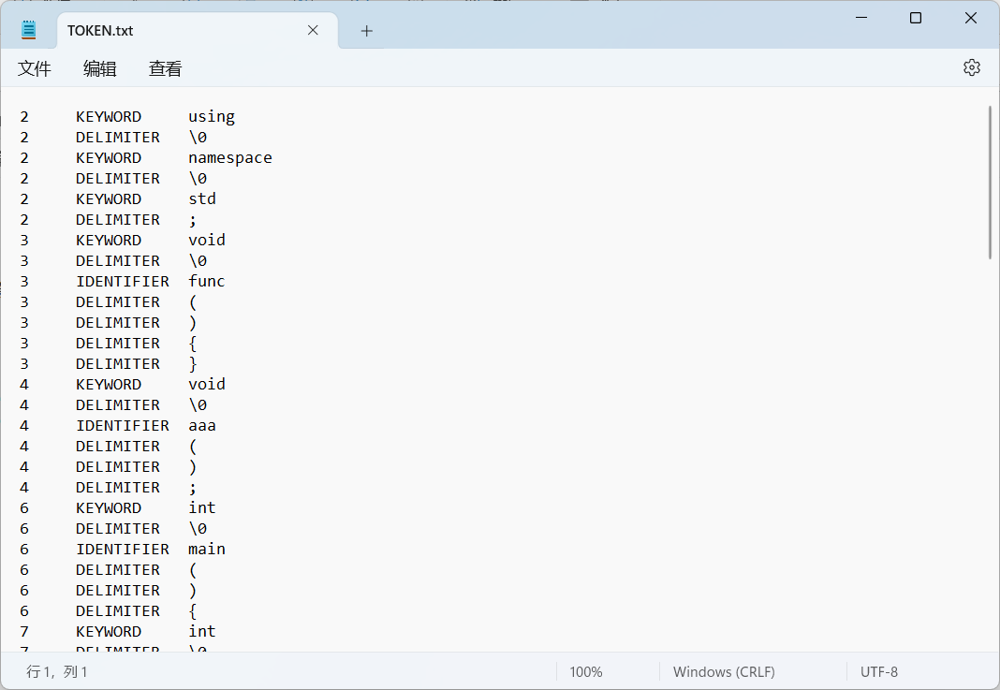 TOKEN.txt
文件 编辑 查看
2 KEYWORD using
2 DELIMITER \0
2 KEYWORD namespace
2 DELIMITER \0
2 KEYWORD std
2 DELIMITER ;
3 KEYWORD void
3 DELIMITER \0
3 IDENTIFIER func
3 DELIMITER (
3 DELIMITER )
3 DELIMITER {
3 DELIMITER }
4 KEYWORD void
4 DELIMITER \0
4 IDENTIFIER aaa
4 DELIMITER (
4 DELIMITER )
4 DELIMITER ;
6 KEYWORD int
6 DELIMITER \0
6 IDENTIFIER main
6 DELIMITER (
6 DELIMITER )
6 DELIMITER {
7 KEYWORD int
7 DELIMITER \0
行 1，列 1 100% Windows (CRLF) UTF-8